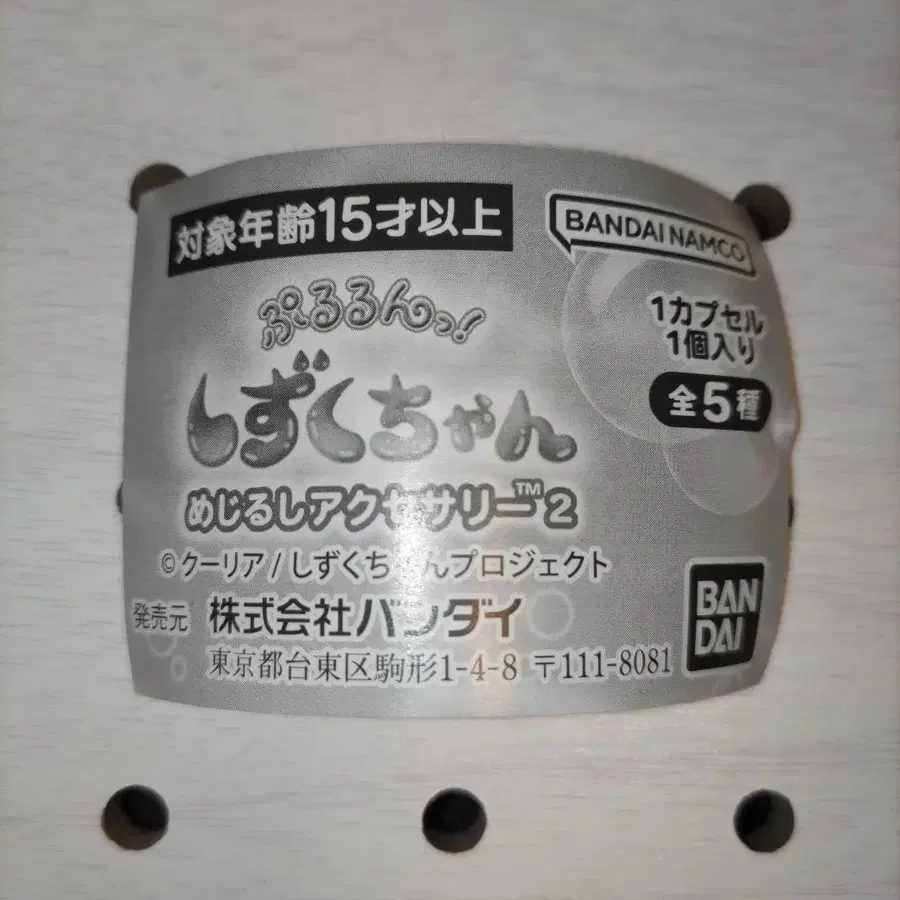 対象年齢15才以上
BANDAI NAMCO
ぷるるんっ!
しずくちゃん
めじるしアクセサリー™2
1カプセル
1個入り
全5種
©クーリア/しずくちゃんプロジェクト
発売元 株式会社バンダイ
東京都台東区駒形1-4-8 〒111-8081
BAN
DAI